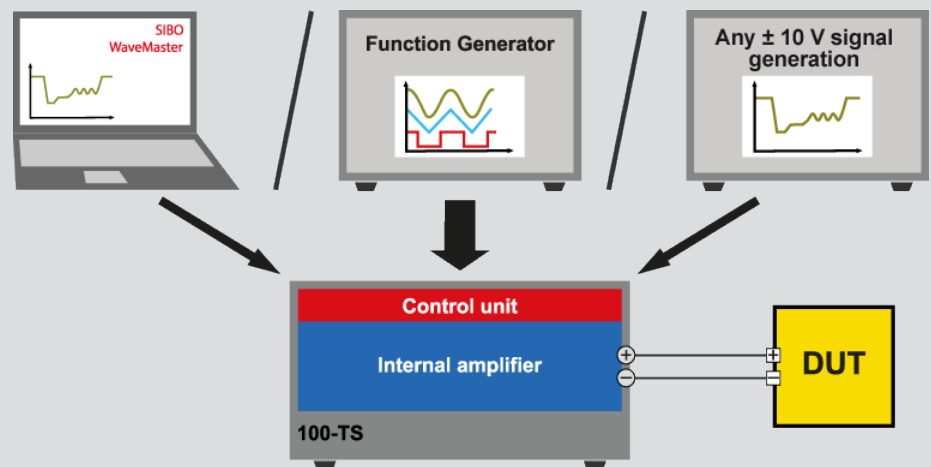 SIBO
WaveMaster
Function Generator
Any ± 10 V signal
generation
Control unit
Internal amplifier
100-TS
+
−
+
−
DUT